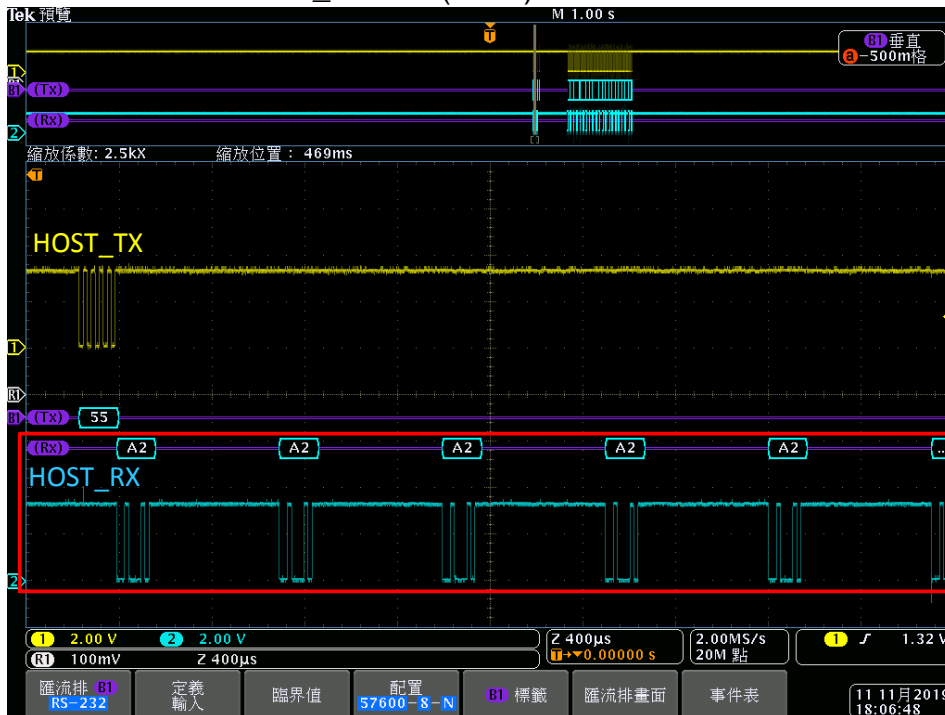 Tek 預覽
M 1.00 s
T
B1 垂直
a -500m格
1
B1 (TX)
(RX)
2
縮放係數: 2.5kX
縮放位置： 469ms
T
HOST_TX
1
R1
B1 (TX) 55
(RX) A2 A2 A2 A2 A2 ..
HOST_RX
2
1 2.00 V
2 2.00 V
Z 400µs
T→▼0.00000 s
2.00MS/s
20M 點
1 1.32 V
R1 100mV Z 400µs
匯流排 B1
RS-232
定義
輸入
臨界值
配置
57600-8-N
B1 標籤
匯流排畫面
事件表
11 11月2019
18:06:48